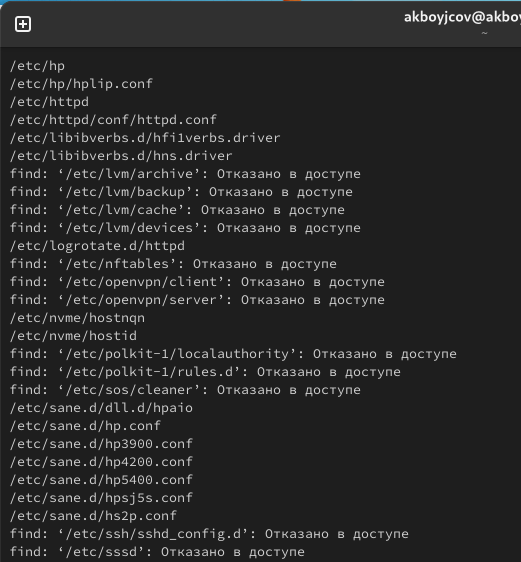 akboyjcov@akboy
~
/etc/hp
/etc/hp/hplip.conf
/etc/httpd
/etc/httpd/conf/httpd.conf
/etc/libibverbs.d/hfi1verbs.driver
/etc/libibverbs.d/hns.driver
find: ‘/etc/lvm/archive’: Отказано в доступе
find: ‘/etc/lvm/backup’: Отказано в доступе
find: ‘/etc/lvm/cache’: Отказано в доступе
find: ‘/etc/lvm/devices’: Отказано в доступе
/etc/logrotate.d/httpd
find: ‘/etc/nftables’: Отказано в доступе
find: ‘/etc/openvpn/client’: Отказано в доступе
find: ‘/etc/openvpn/server’: Отказано в доступе
/etc/nvme/hostnqn
/etc/nvme/hostid
find: ‘/etc/polkit-1/localauthority’: Отказано в доступе
find: ‘/etc/polkit-1/rules.d’: Отказано в доступе
find: ‘/etc/sos/cleaner’: Отказано в доступе
/etc/sane.d/dll.d/hpaio
/etc/sane.d/hp.conf
/etc/sane.d/hp3900.conf
/etc/sane.d/hp4200.conf
/etc/sane.d/hp5400.conf
/etc/sane.d/hpsj5s.conf
/etc/sane.d/hs2p.conf
find: ‘/etc/ssh/sshd_config.d’: Отказано в доступе
find: ‘/etc/sssd’: Отказано в доступе